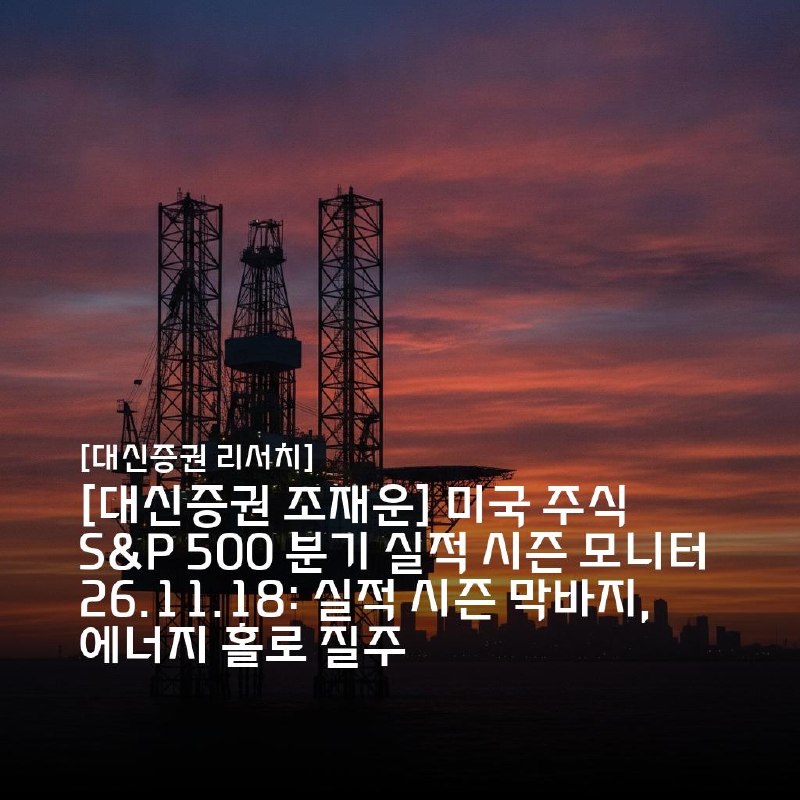 [대신증권 리서치]
[대신증권 조재운] 미국 주식
S&P 500 분기 실적 시즌 모니터
26.11.18: 실적 시즌 막바지,
에너지 홀로 질주